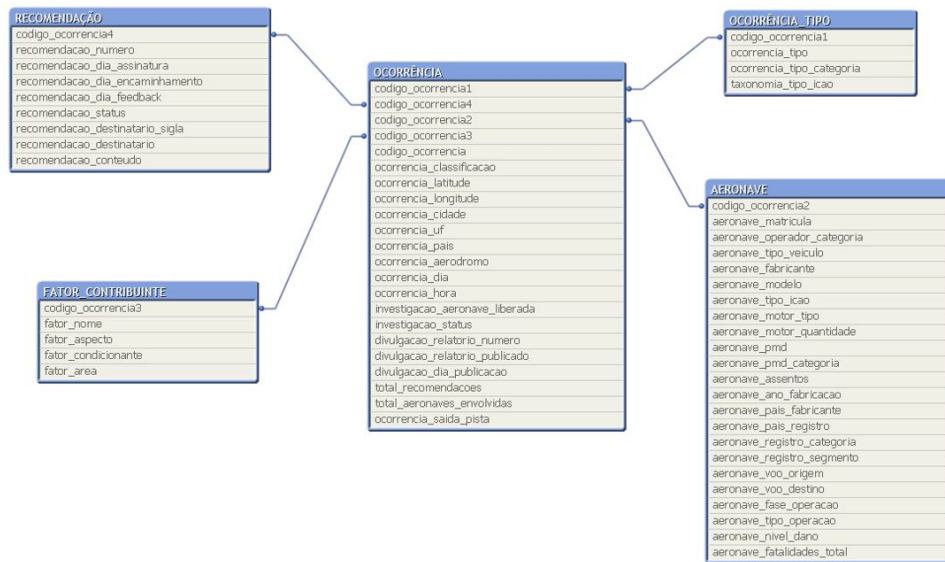 RECOMENDAÇÃO
codigo_ocorrencia4
recomendacao_numero
recomendacao_dia_assinatura
recomendacao_dia_encaminhamento
recomendacao_dia_feedback
recomendacao_status
recomendacao_destinatario_sigla
recomendacao_destinatario
recomendacao_conteudo
FATOR_CONTRIBUINTE
codigo_ocorrencia3
fator_nome
fator_aspecto
fator_condicionante
fator_area
OCORRÊNCIA
codigo_ocorrencia1
codigo_ocorrencia4
codigo_ocorrencia2
codigo_ocorrencia3
codigo_ocorrencia
ocorrencia_classificacao
ocorrencia_latitude
ocorrencia_longitude
ocorrencia_cidade
ocorrencia_uf
ocorrencia_pais
ocorrencia_aerodromo
ocorrencia_dia
ocorrencia_hora
investigacao_aeronave_liberada
investigacao_status
divulgacao_relatorio_numero
divulgacao_relatorio_publicado
divulgacao_dia_publicacao
total_recomendacoes
total_aeronaves_envolvidas
ocorrencia_saida_pista
OCORRÊNCIA_TIPO
codigo_ocorrencia1
ocorrencia_tipo
ocorrencia_tipo_categoria
taxonomia_tipo_icao
AERONAVE
codigo_ocorrencia2
aeronave_matricula
aeronave_operador_categoria
aeronave_tipo_veiculo
aeronave_fabricante
aeronave_modelo
aeronave_tipo_icao
aeronave_motor_tipo
aeronave_motor_quantidade
aeronave_pmd
aeronave_pmd_categoria
aeronave_assentos
aeronave_ano_fabricacao
aeronave_pais_fabricante
aeronave_pais_registro
aeronave_registro_categoria
aeronave_registro_segmento
aeronave_voo_origem
aeronave_voo_destino
aeronave_fase_operacao
aeronave_tipo_operacao
aeronave_nivel_dano
aeronave_fatalidades_total